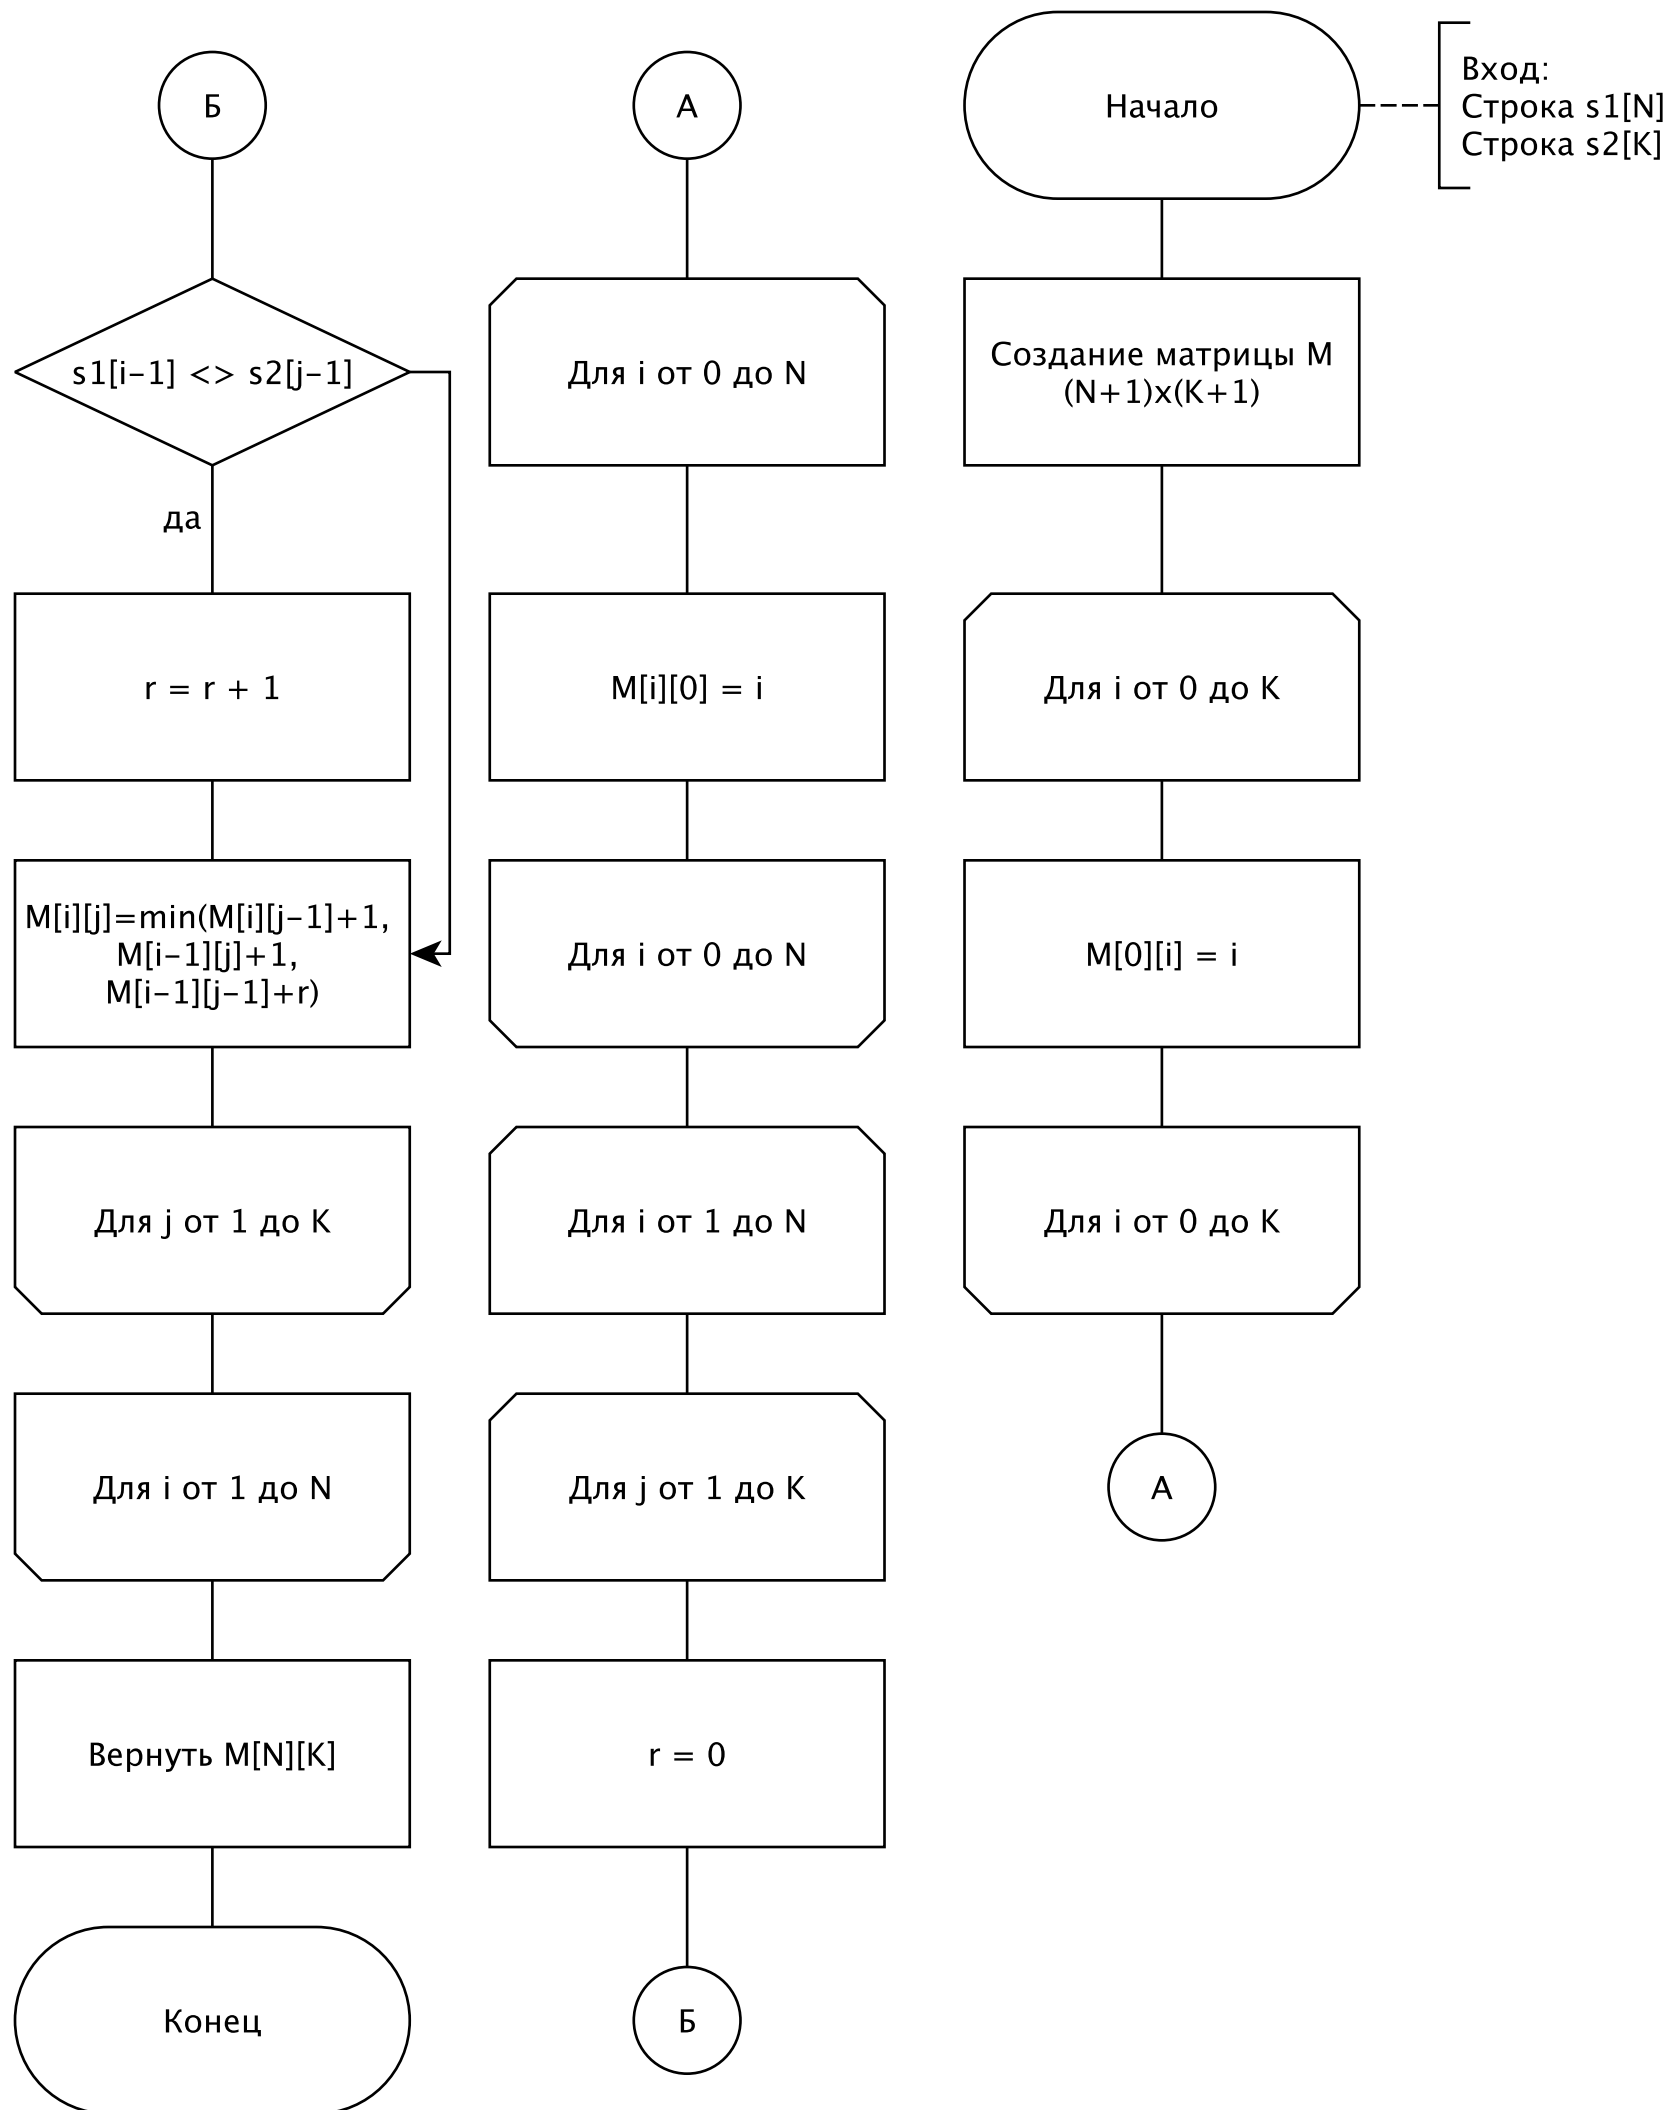 Б
s1[i-1] <> s2[j-1]
да
r = r + 1
M[i][j]=min(M[i][j-1]+1,
M[i-1][j]+1,
M[i-1][j-1]+r)
Для j от 1 до K
Для i от 1 до N
Вернуть M[N][K]
Конец
А
Для i от 0 до N
M[i][0] = i
Для i от 0 до N
Для i от 1 до N
Для j от 1 до K
r = 0
Б
Начало
Вход:
Строка s1[N]
Строка s2[K]
Создание матрицы M
(N+1)x(K+1)
Для i от 0 до K
M[0][i] = i
Для i от 0 до K
А